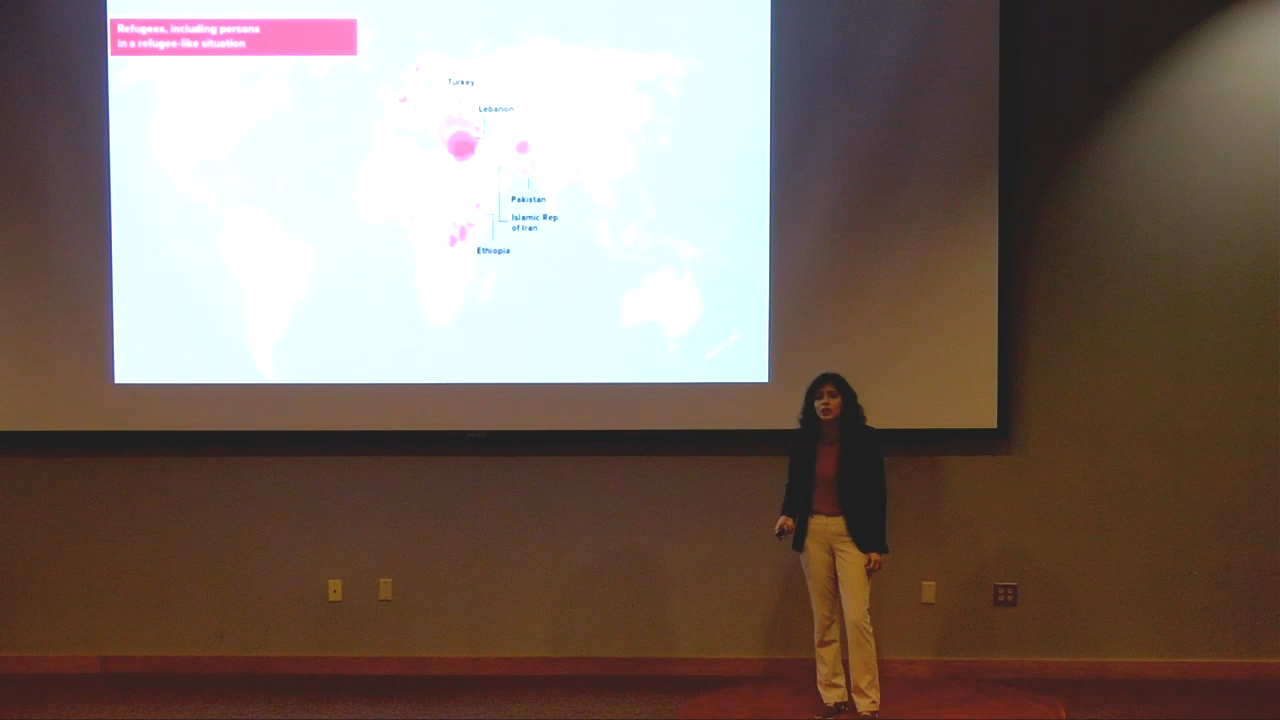 Refugees, including persons
in a refugee-like situation
Turkey
Lebanon
Pakistan
Islamic Rep
of Iran
Ethiopia